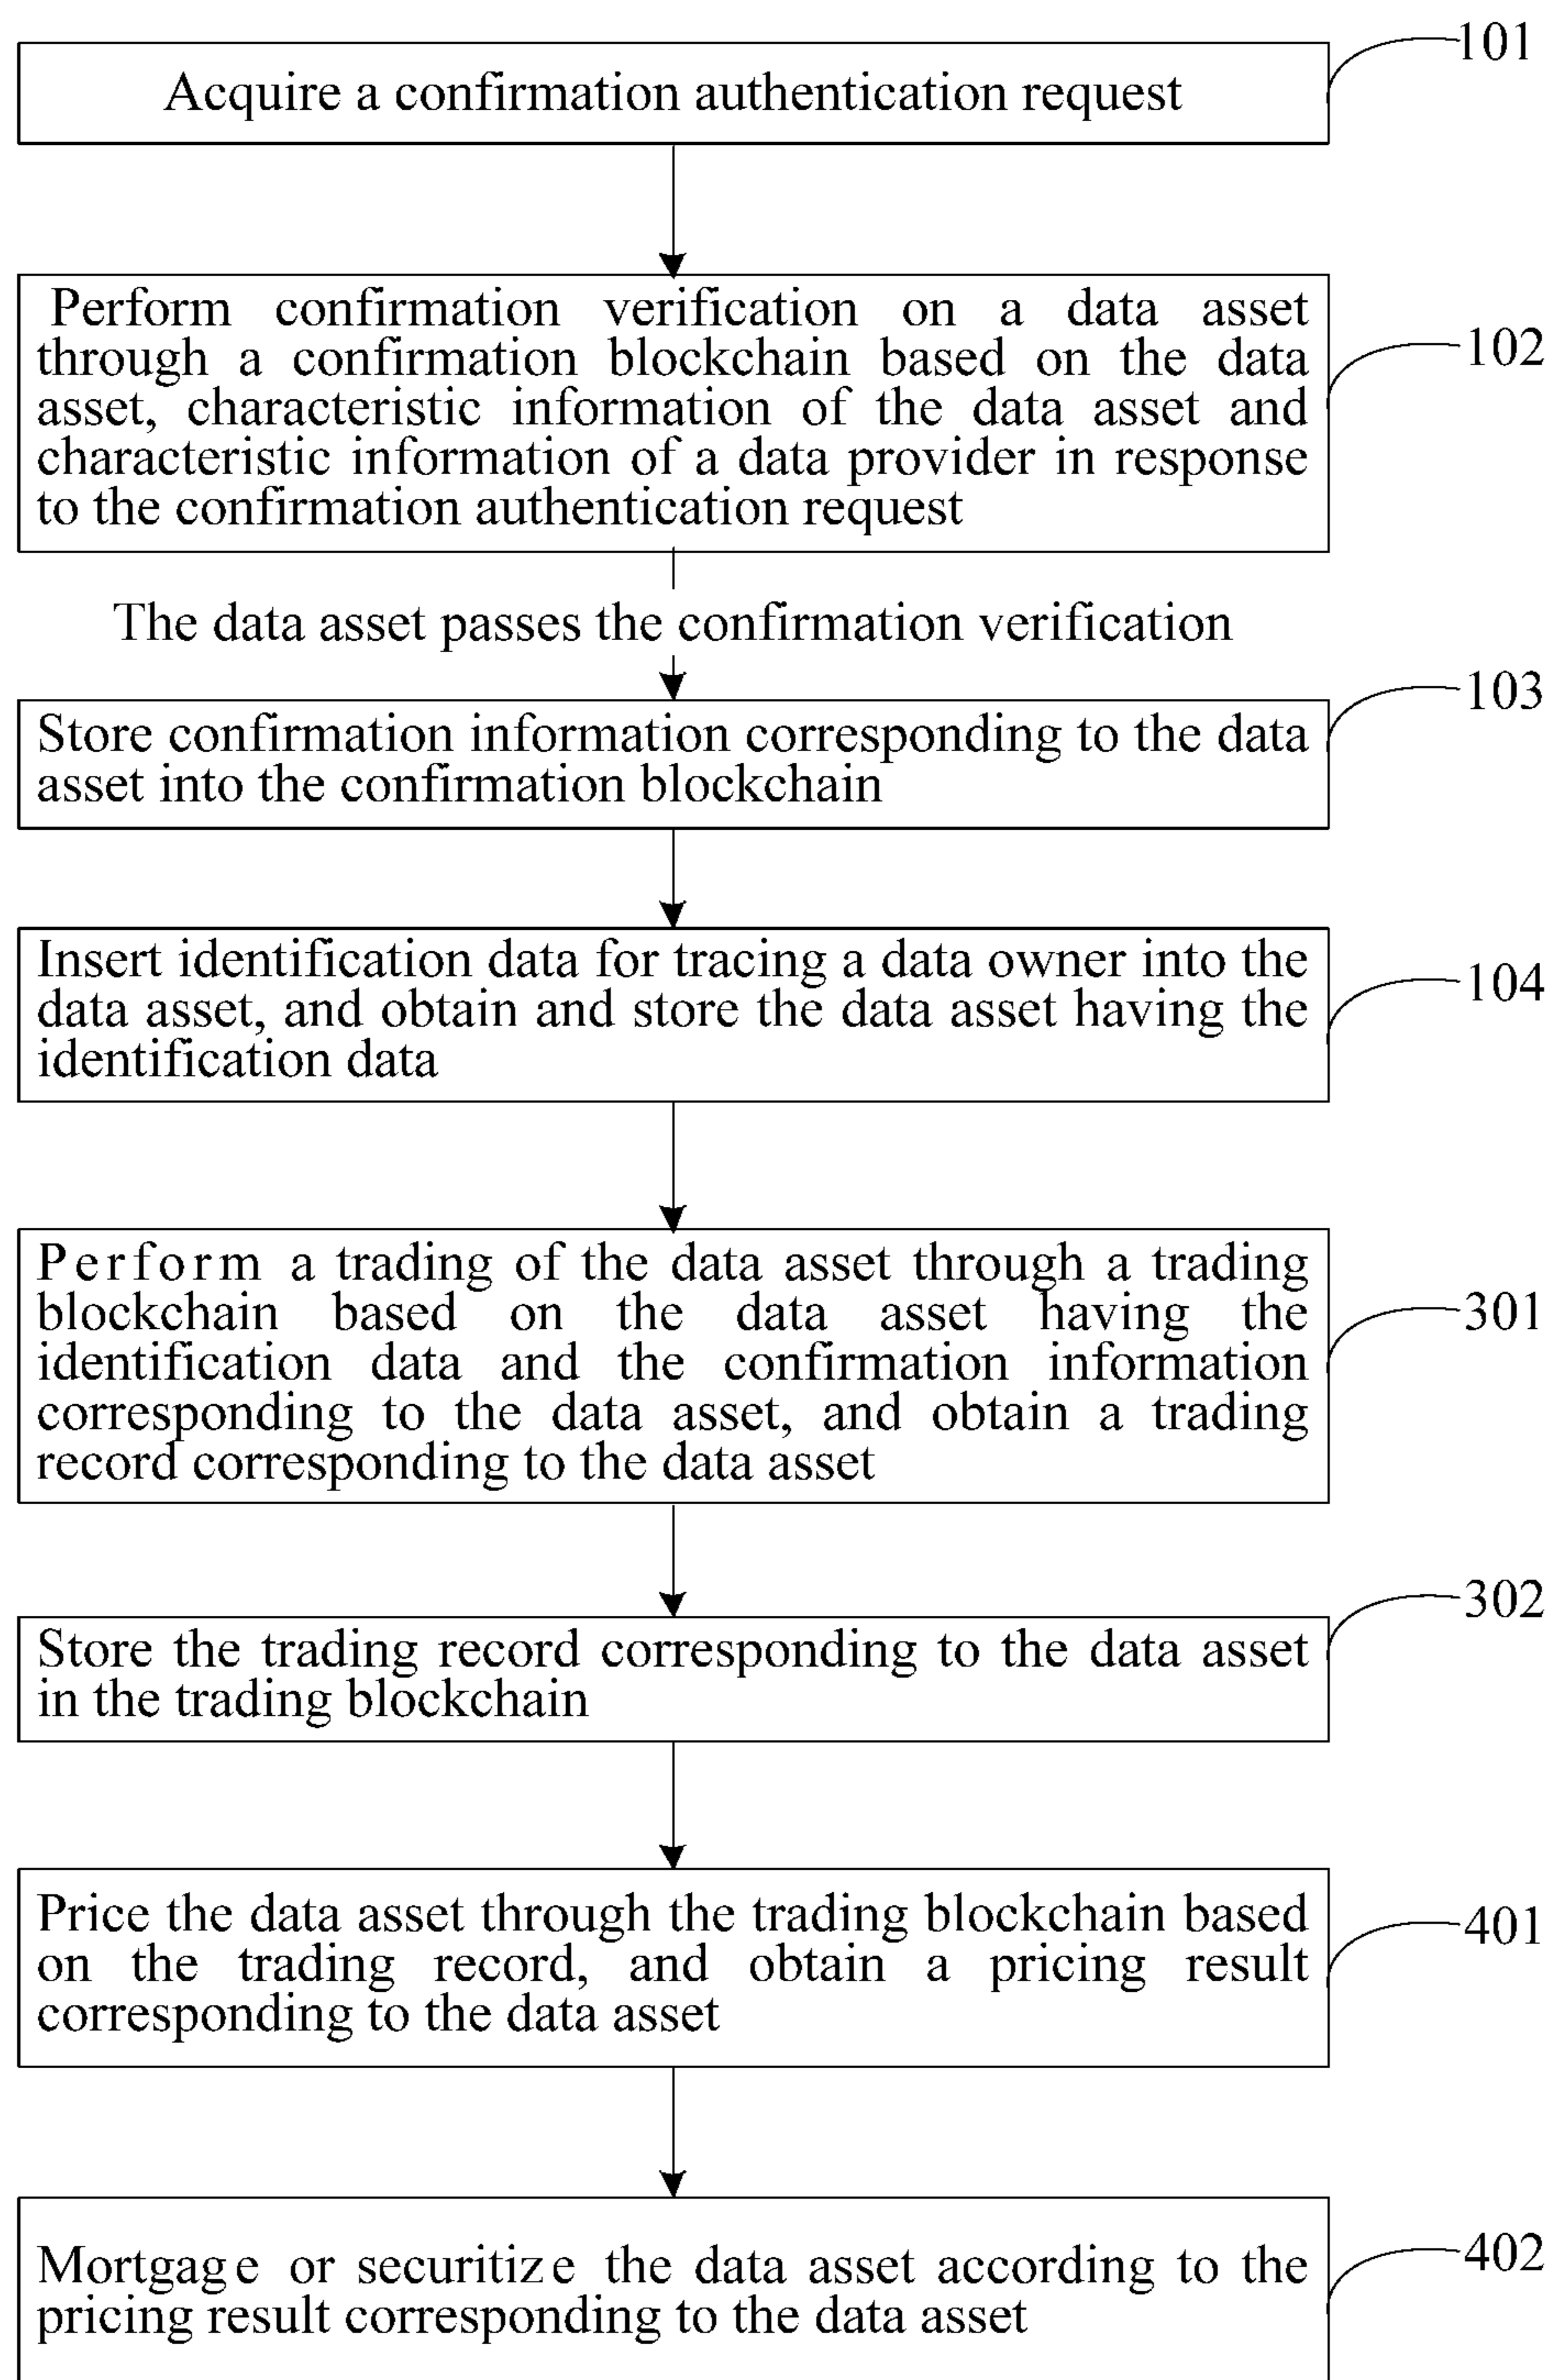 101
Acquire a confirmation authentication request
Perform confirmation verification on a data asset
through a confirmation blockchain based on the data
102
asset, characteristic information of the data asset and
characteristic information of a data provider in response
to the confirmation authentication request
The data asset passes the confirmation verification
103
Store confirmation information corresponding to the data
asset into the confirmation blockchain
Insert identification data for tracing a data owner into the
104
data asset, and obtain and store the data asset having the
identification data
Perform a trading of the data asset through a trading
301
blockchain based on the data asset having the
identification data and the confirmation information
corresponding to the data asset, and obtain a trading
record corresponding to the data asset
302
Store the trading record corresponding to the data asset
in the trading blockchain
Price the data asset through the trading blockchain based
401
on the trading record, and obtain a pricing result
corresponding to the data asset
402
Mortgage or securitize the data asset according to the
pricing result corresponding to the data asset